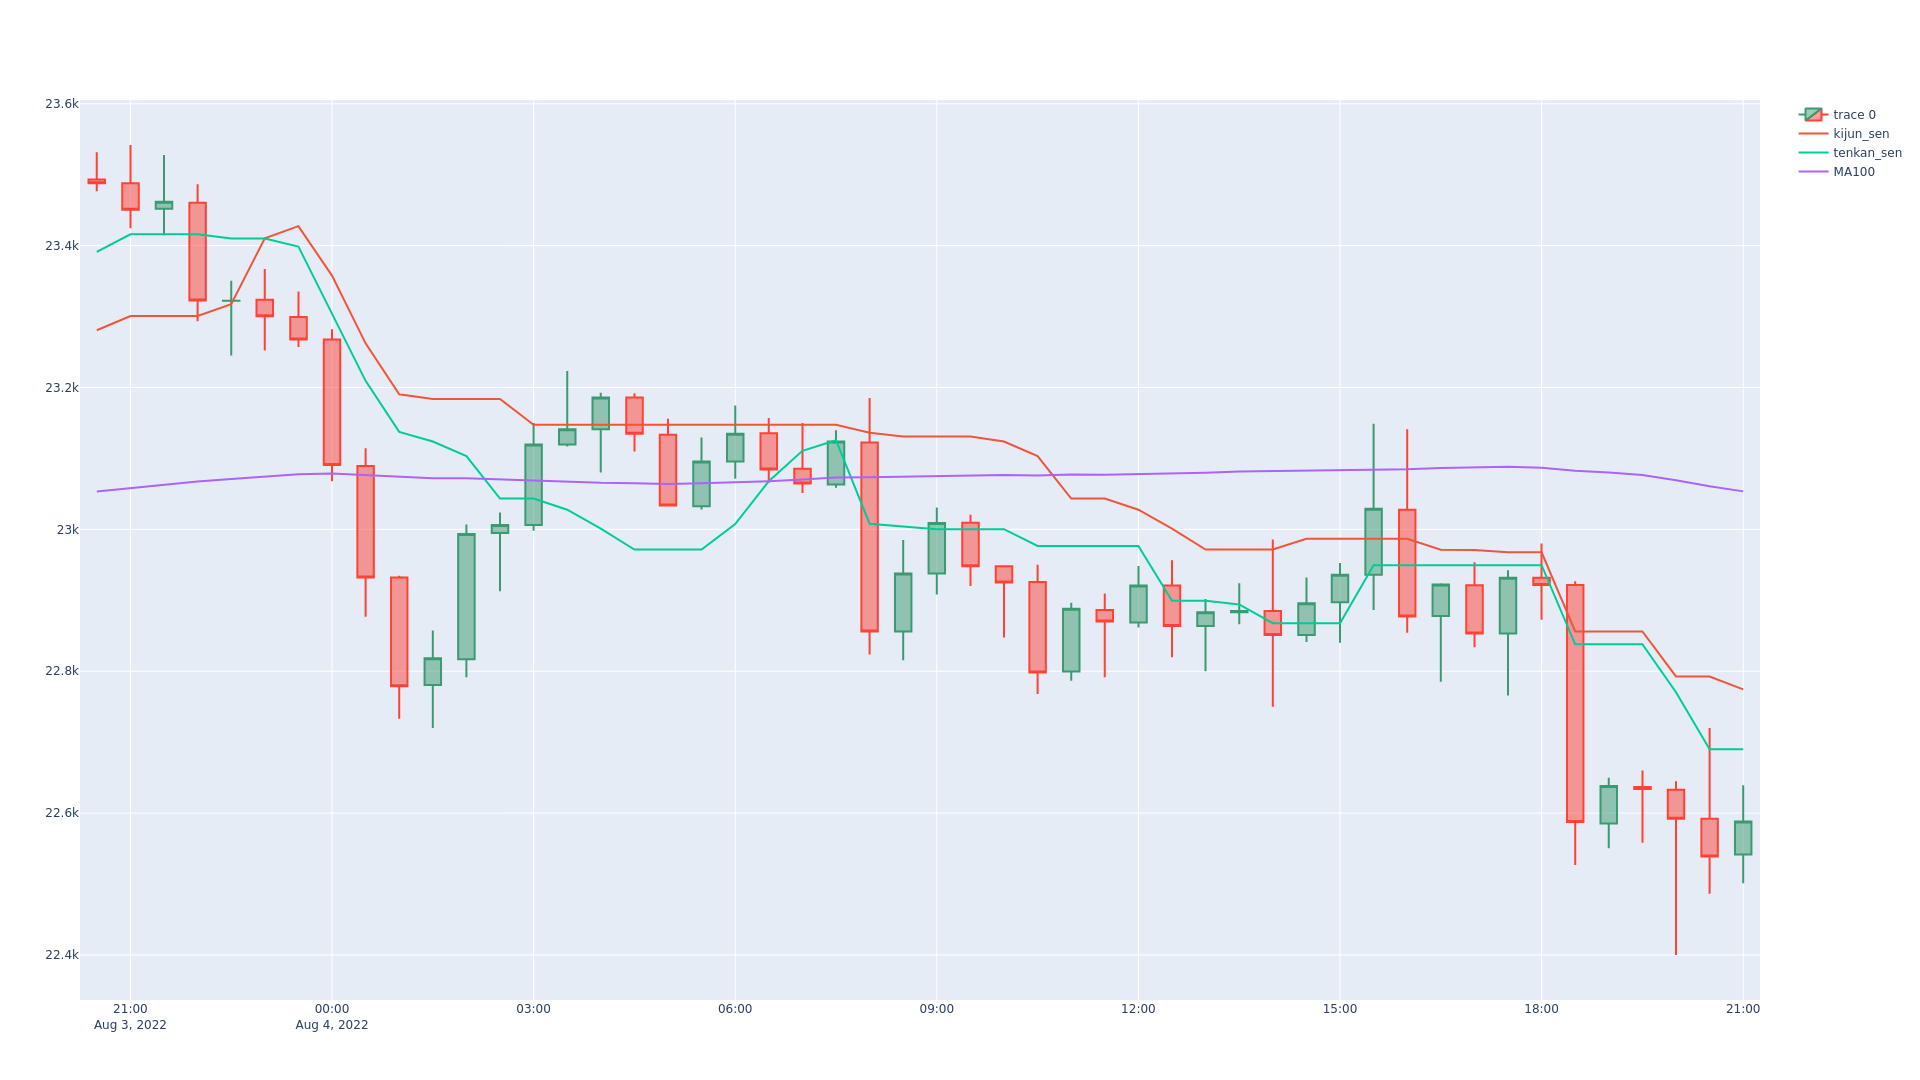 23.6k
23.4k
23.2k
23k
22.8k
22.6k
22.4k
21:00 00:00 03:00 06:00 09:00 12:00 15:00 18:00 21:00
Aug 3, 2022 Aug 4, 2022
trace 0
kijun_sen
tenkan_sen
MA100